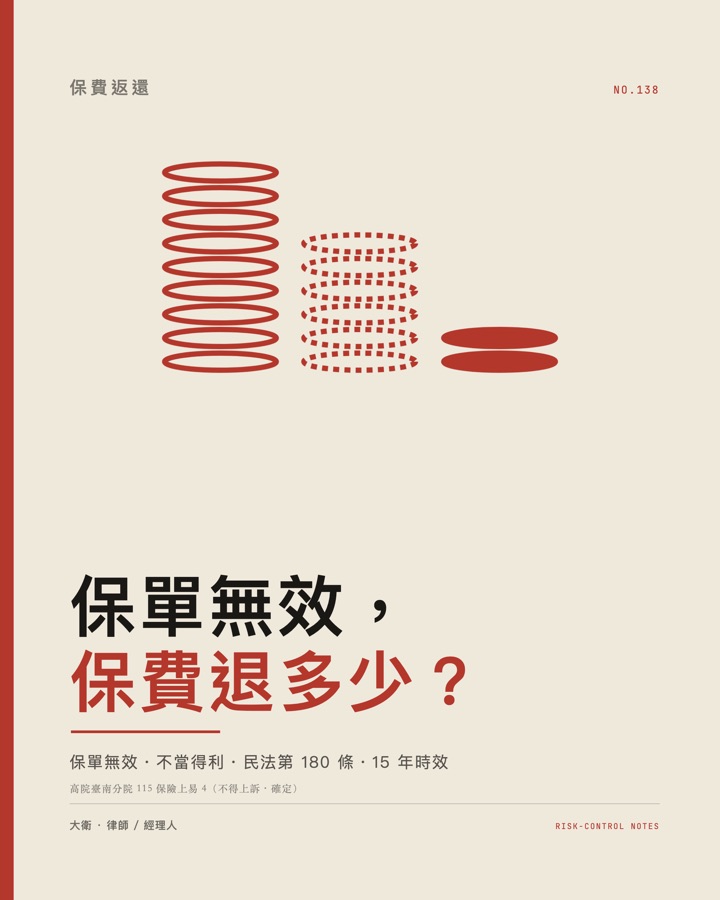 保費返還
NO.138
保單無效，
保費退多少？
保單無效·不當得利·民法第 180 條·15 年時效
高院臺南分院 115 保險上易 4（不得上訴·確定）
大衛·律師 / 經理人
RISK-CONTROL NOTES